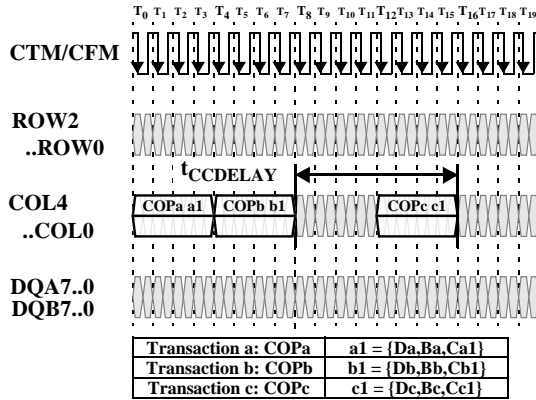 T0 T1 T2 T3 T4 T5 T6 T7 T8 T9 T10 T11 T12 T13 T14 T15 T16 T17 T18 T19
CTM/CFM
ROW2
..ROW0
tCCDELAY
COL4
..COL0
COPa a1 COPb b1 COPc c1
DQA7..0
DQB7..0
Transaction a: COPa a1 = {Da,Ba,Ca1}
Transaction b: COPb b1 = {Db,Bb,Cb1}
Transaction c: COPc c1 = {Dc,Bc,Cc1}